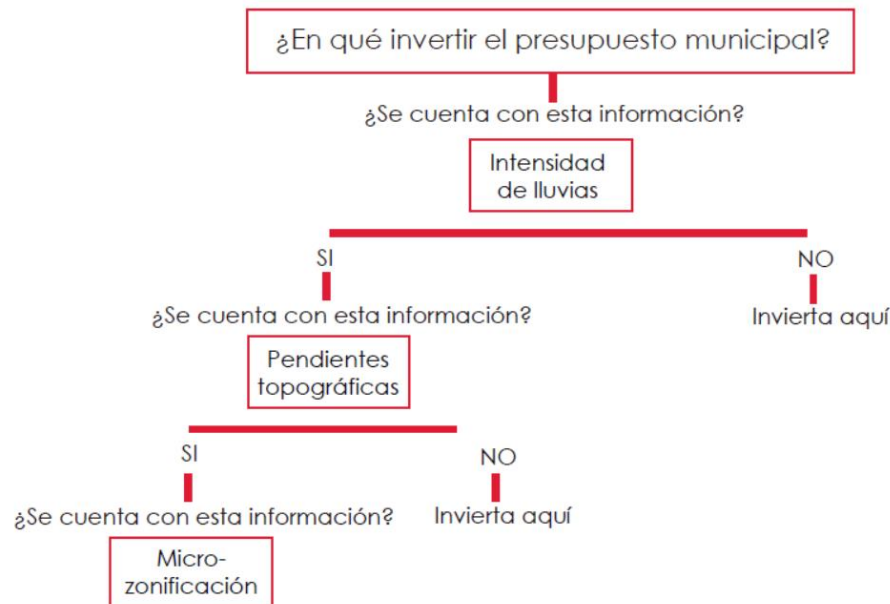 ¿En qué invertir el presupuesto municipal?
¿Se cuenta con esta información?
Intensidad
de lluvias
SI
NO
¿Se cuenta con esta información?
Invierta aquí
Pendientes
topográficas
SI
NO
¿Se cuenta con esta información?
Invierta aquí
Micro-
zonificación